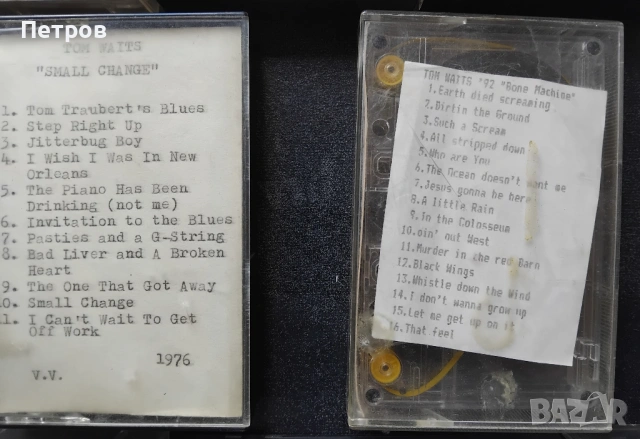 Петров
TOM WAITS
"SMALL CHANGE"
1. Tom Traubert's Blues
2. Step Right Up
3. Jitterbug Boy
4. I Wish I Was In New
Orleans
5. The Piano Has Been
Drinking (not me)
6. Invitation to the Blues
7. Pasties and a G-String
8. Bad Liver and A Broken
Heart
9. The One That Got Away
10. Small Change
11. I Can't Wait To Get
Off Work
1976
V.V.
TOM WAITS '92 "Bone Machine"
1.Earth died screaming
2.Dirtin the Ground
3.Such a Scream
4.All stripped down
5.Who are You
6.The Ocean doesn't want me
7.Jesus gonna be here
8.A little Rain
9.In the Colosseum
10.oin' out West
11.Murder in the red Barn
12.Black Wings
13.Whistle down the Wind
14.i don't wanna grow up
15.Let me get up on it
16.That feel
BAZAR.BG